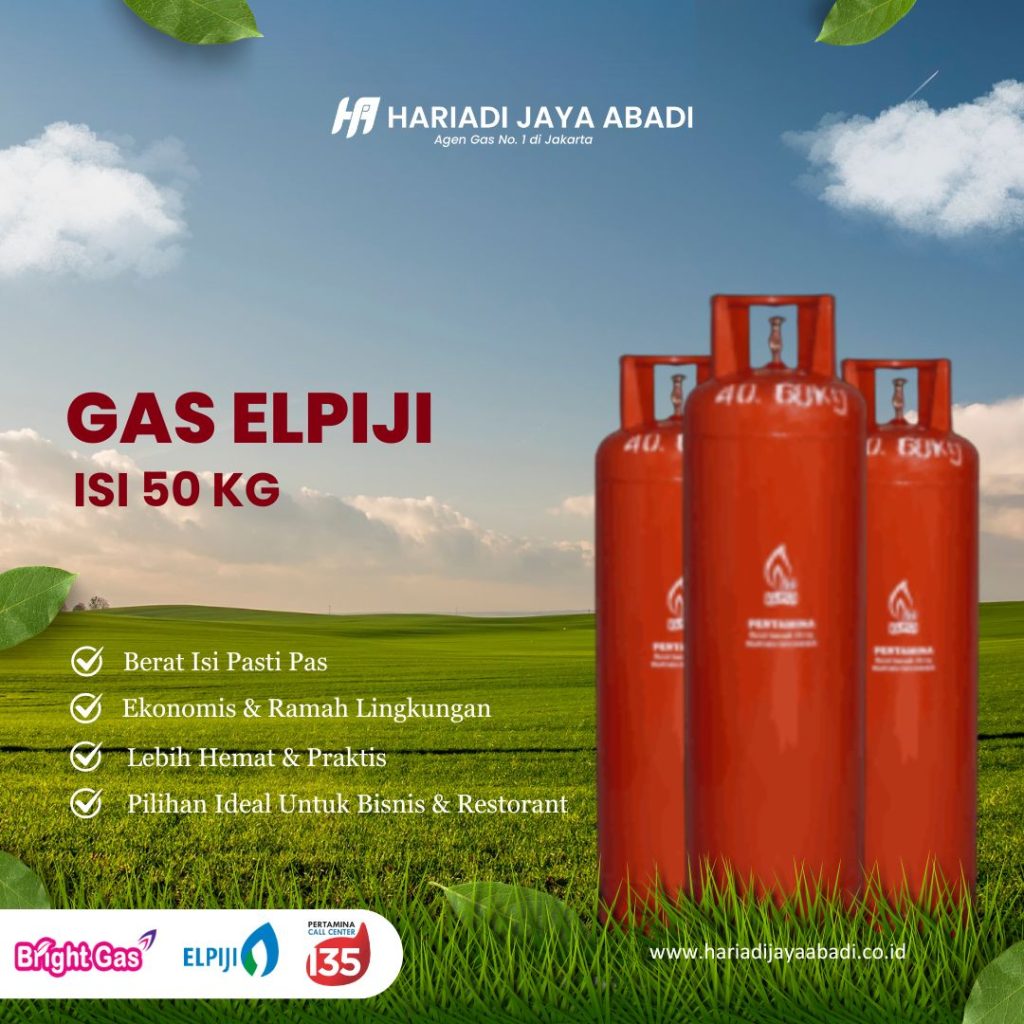 HARIADI JAYA ABADI
Agen Gas No. 1 di Jakarta
GAS ELPIJI
ISI 50 KG
Berat Isi Pasti Pas
Ekonomis & Ramah Lingkungan
Lebih Hemat & Praktis
Pilihan Ideal Untuk Bisnis & Restorant
PERTAMINA
PERTAMINA
PERTAMINA
Bright Gas
ELPIJI
PERTAMINA
CALL CENTER
135
www.hariadijayaabadi.co.id